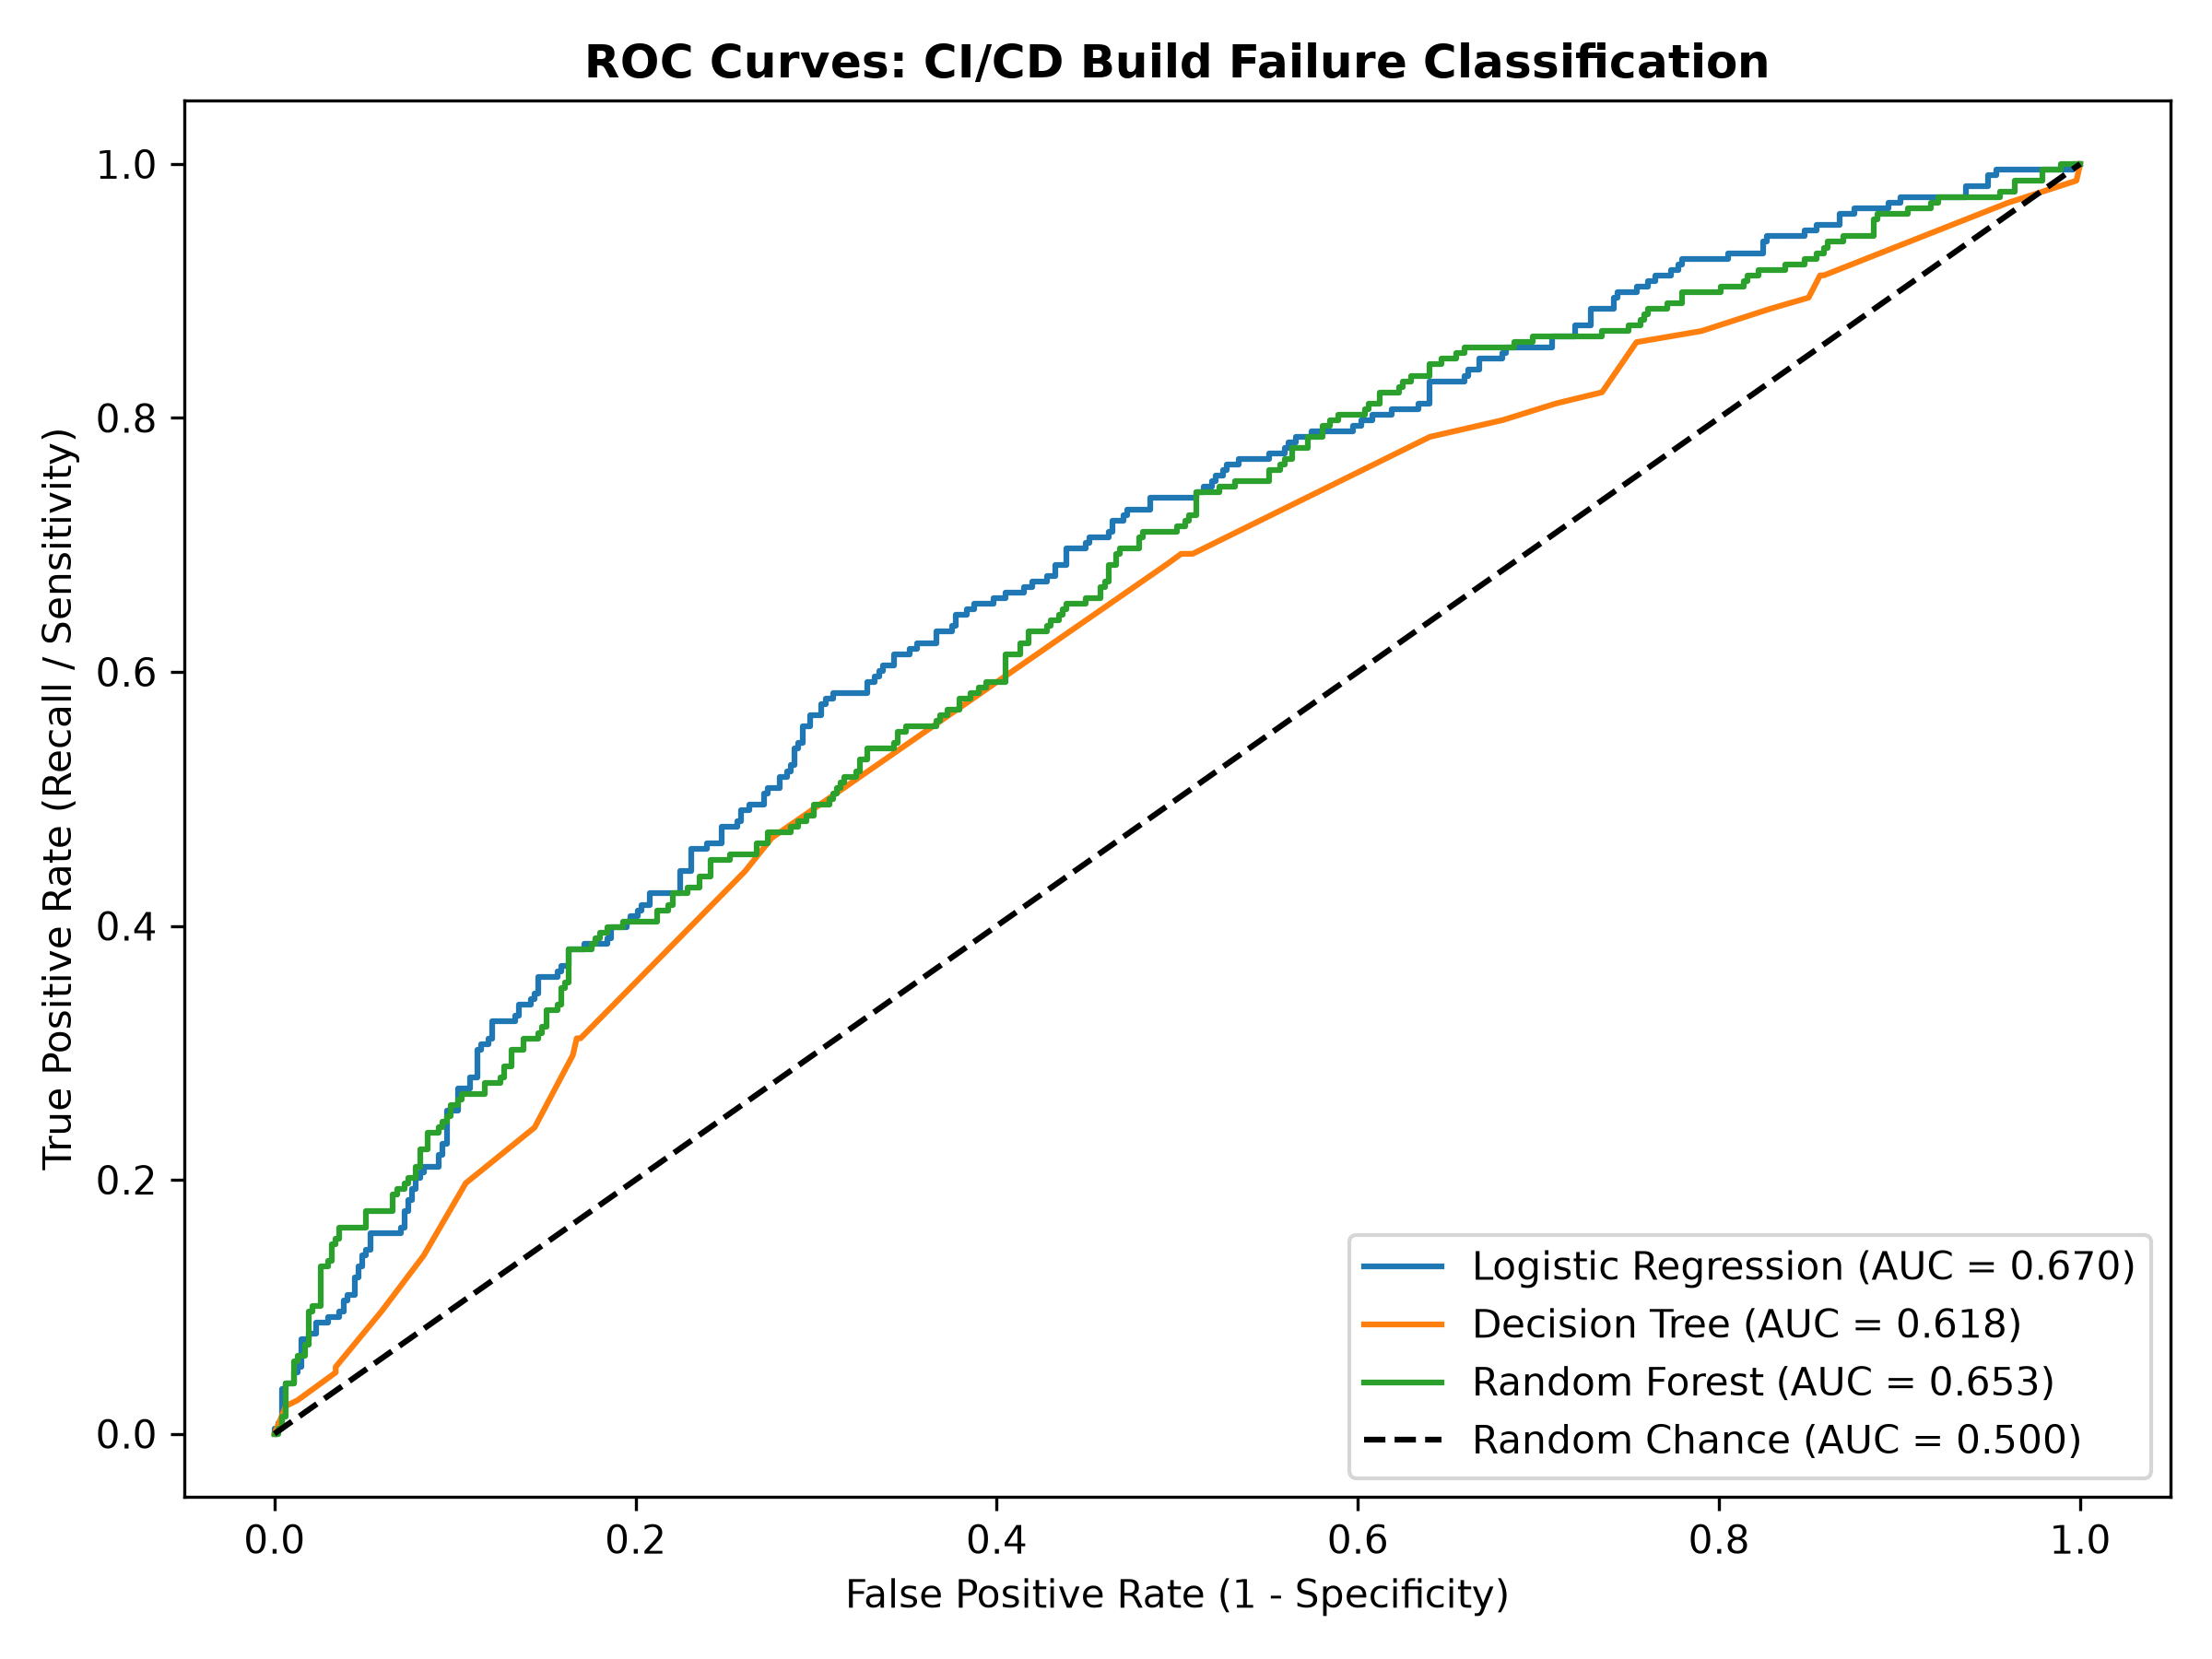 ROC Curves: CI/CD Build Failure Classification
True Positive Rate (Recall / Sensitivity)
1.0
0.8
0.6
0.4
0.2
0.0
0.0 0.2 0.4 0.6 0.8 1.0
False Positive Rate (1 - Specificity)
Logistic Regression (AUC = 0.670)
Decision Tree (AUC = 0.618)
Random Forest (AUC = 0.653)
Random Chance (AUC = 0.500)